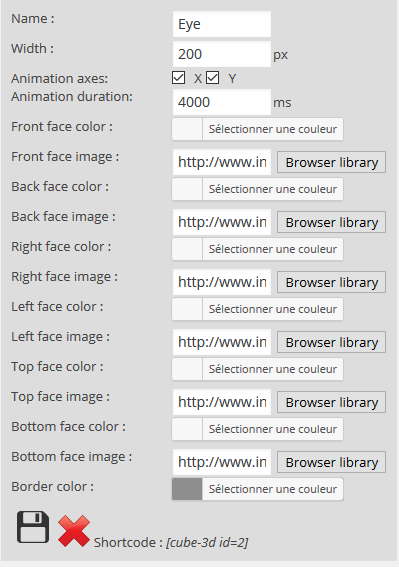 Name : Eye
Width : 200 px
Animation axes: X Y
Animation duration: 4000 ms
Front face color : Sélectionner une couleur
Front face image : http://www.in Browser library
Back face color : Sélectionner une couleur
Back face image : http://www.in Browser library
Right face color : Sélectionner une couleur
Right face image : http://www.in Browser library
Left face color : Sélectionner une couleur
Left face image : http://www.in Browser library
Top face color : Sélectionner une couleur
Top face image : http://www.in Browser library
Bottom face color : Sélectionner une couleur
Bottom face image : http://www.in Browser library
Border color : Sélectionner une couleur
Shortcode : [cube-3d id=2]